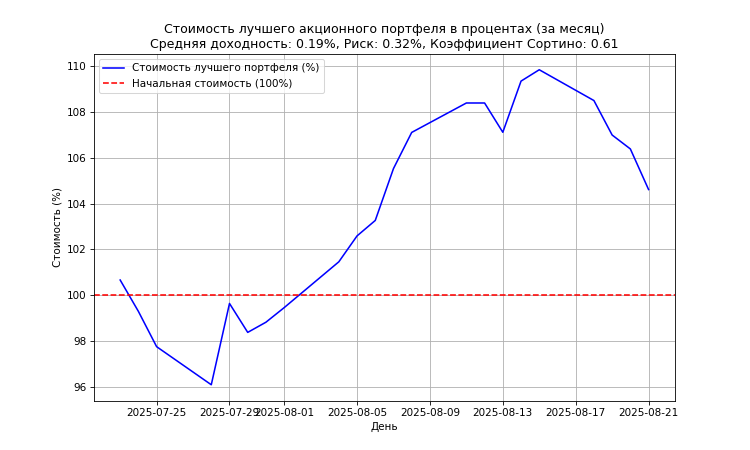 Стоимость лучшего акционного портфеля в процентах (за месяц)
Средняя доходность: 0.19%, Риск: 0.32%, Коэффициент Сортино: 0.61
Стоимость лучшего портфеля (%)
Начальная стоимость (100%)
Стоимость (%)
110
108
106
104
102
100
98
96
2025-07-25 2025-07-29 2025-08-01 2025-08-05 2025-08-09 2025-08-13 2025-08-17 2025-08-21
День